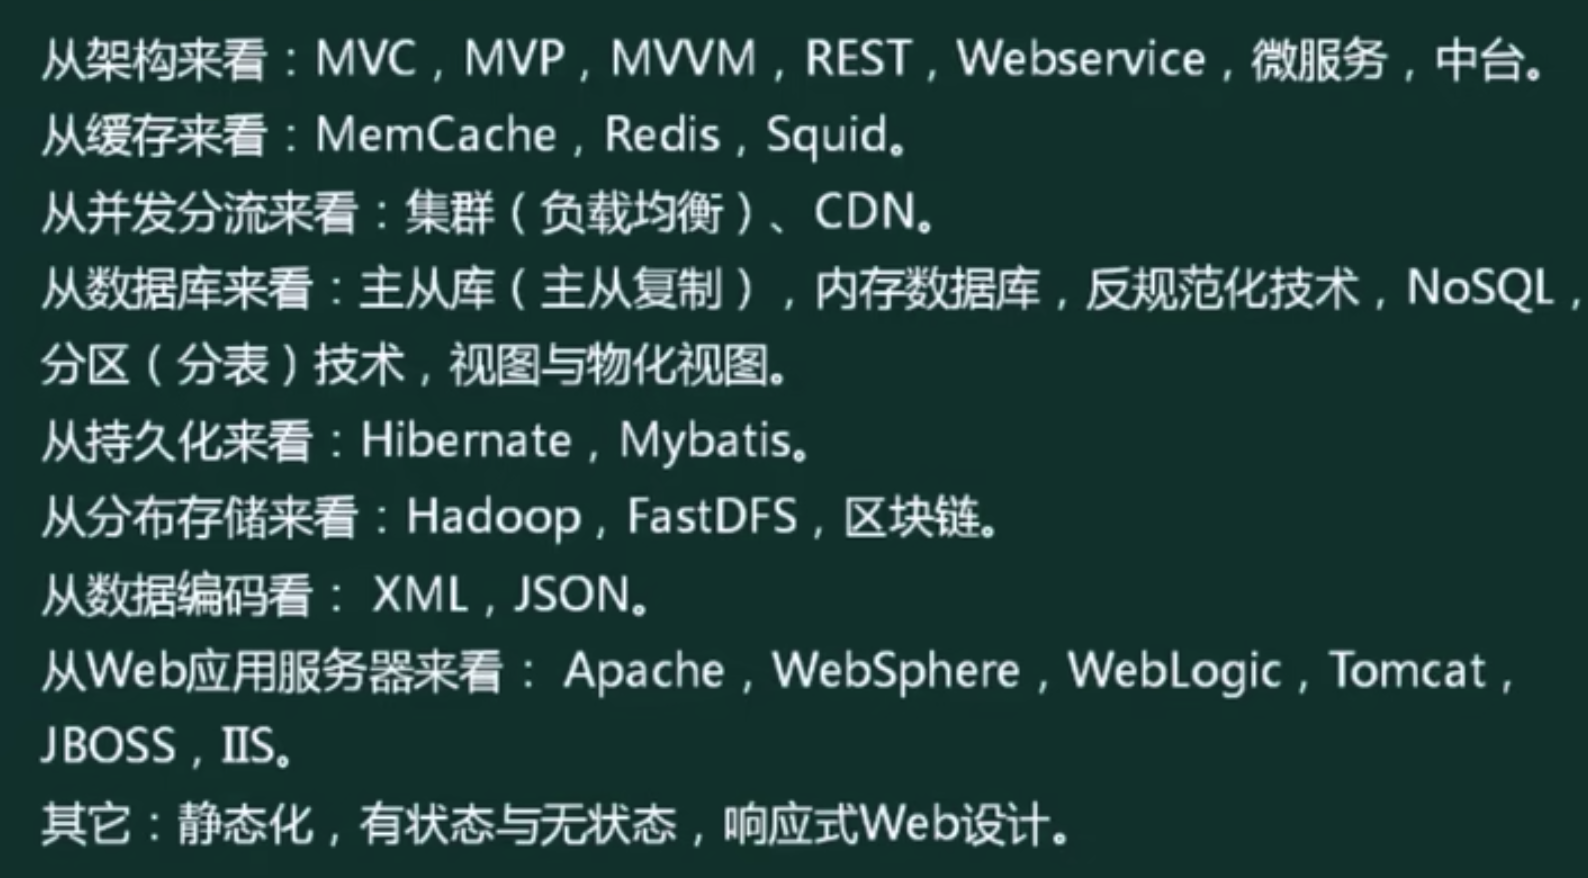 从架构来看：MVC，MVP，MVVM，REST，Webservice，微服务，中台。
从缓存来看：MemCache，Redis，Squid。
从并发分流来看：集群（负载均衡）、CDN。
从数据库来看：主从库（主从复制），内存数据库，反规范化技术，NoSQL，
分区（分表）技术，视图与物化视图。
从持久化来看：Hibernate，Mybatis。
从分布存储来看：Hadoop，FastDFS，区块链。
从数据编码看： XML，JSON。
从Web应用服务器来看： Apache，WebSphere，WebLogic，Tomcat，
JBOSS，IIS。
其它：静态化，有状态与无状态，响应式Web设计。